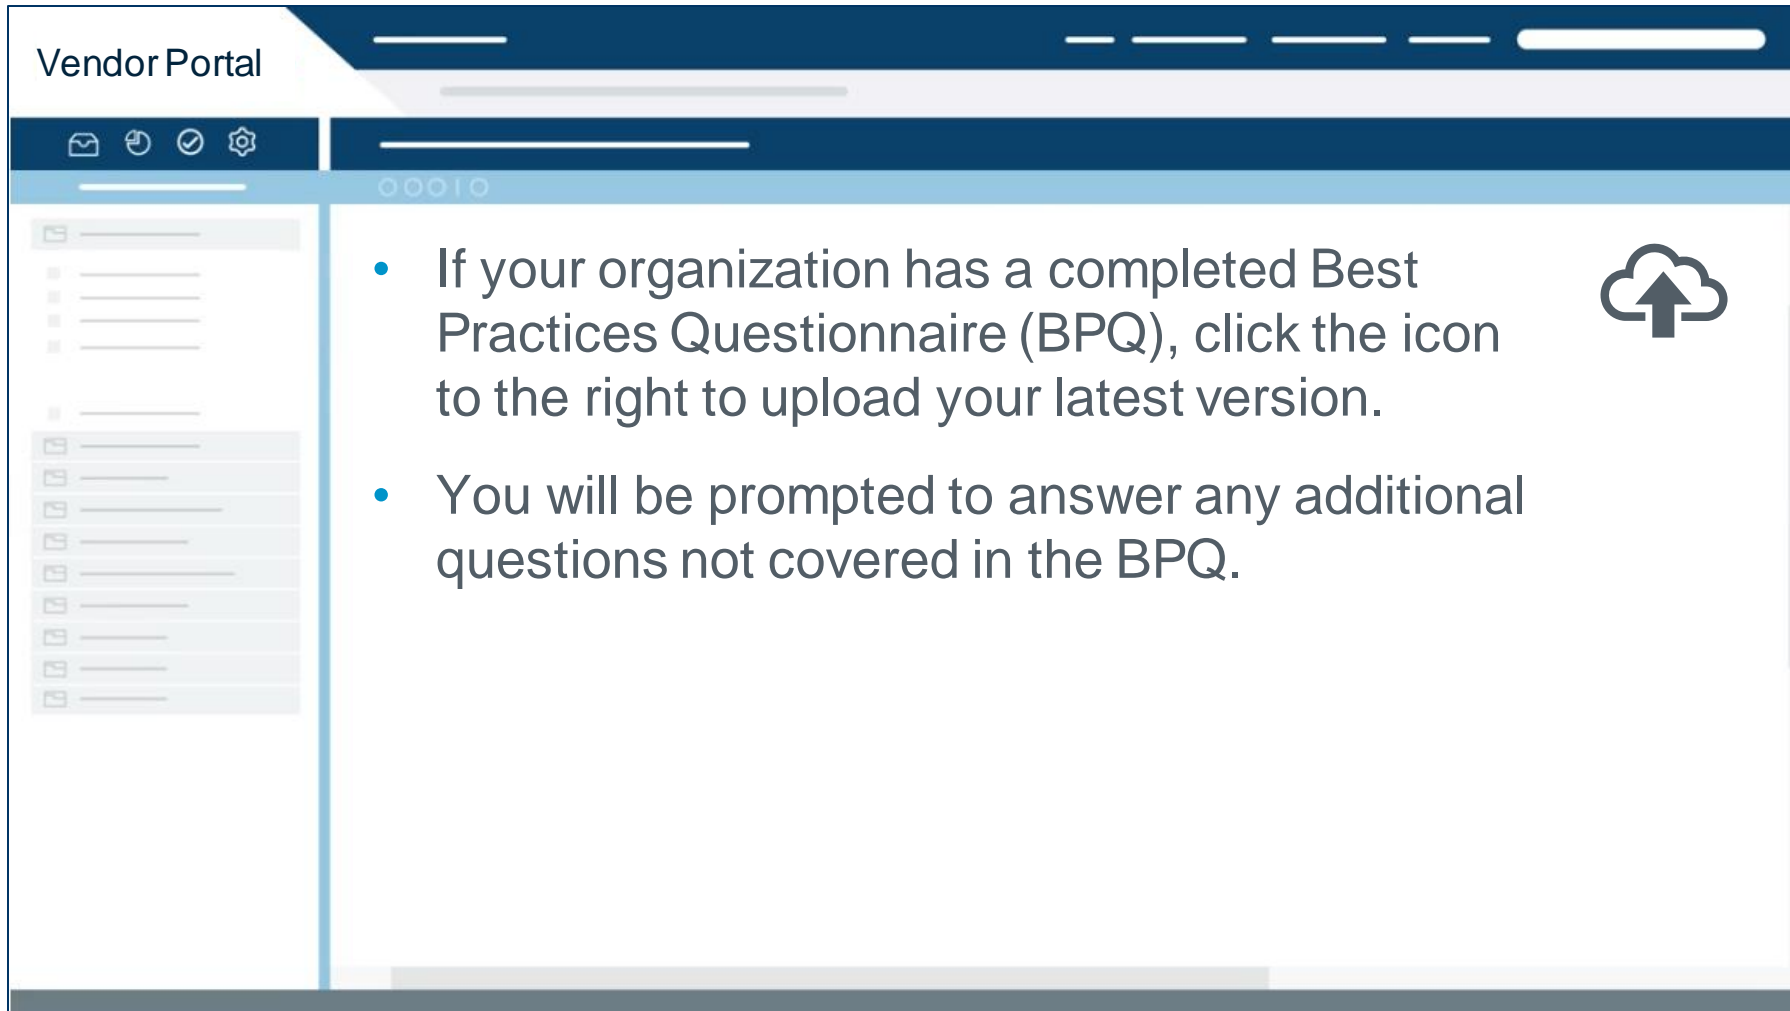 Vendor Portal
• If your organization has a completed Best
Practices Questionnaire (BPQ), click the icon
to the right to upload your latest version.
• You will be prompted to answer any additional
questions not covered in the BPQ.